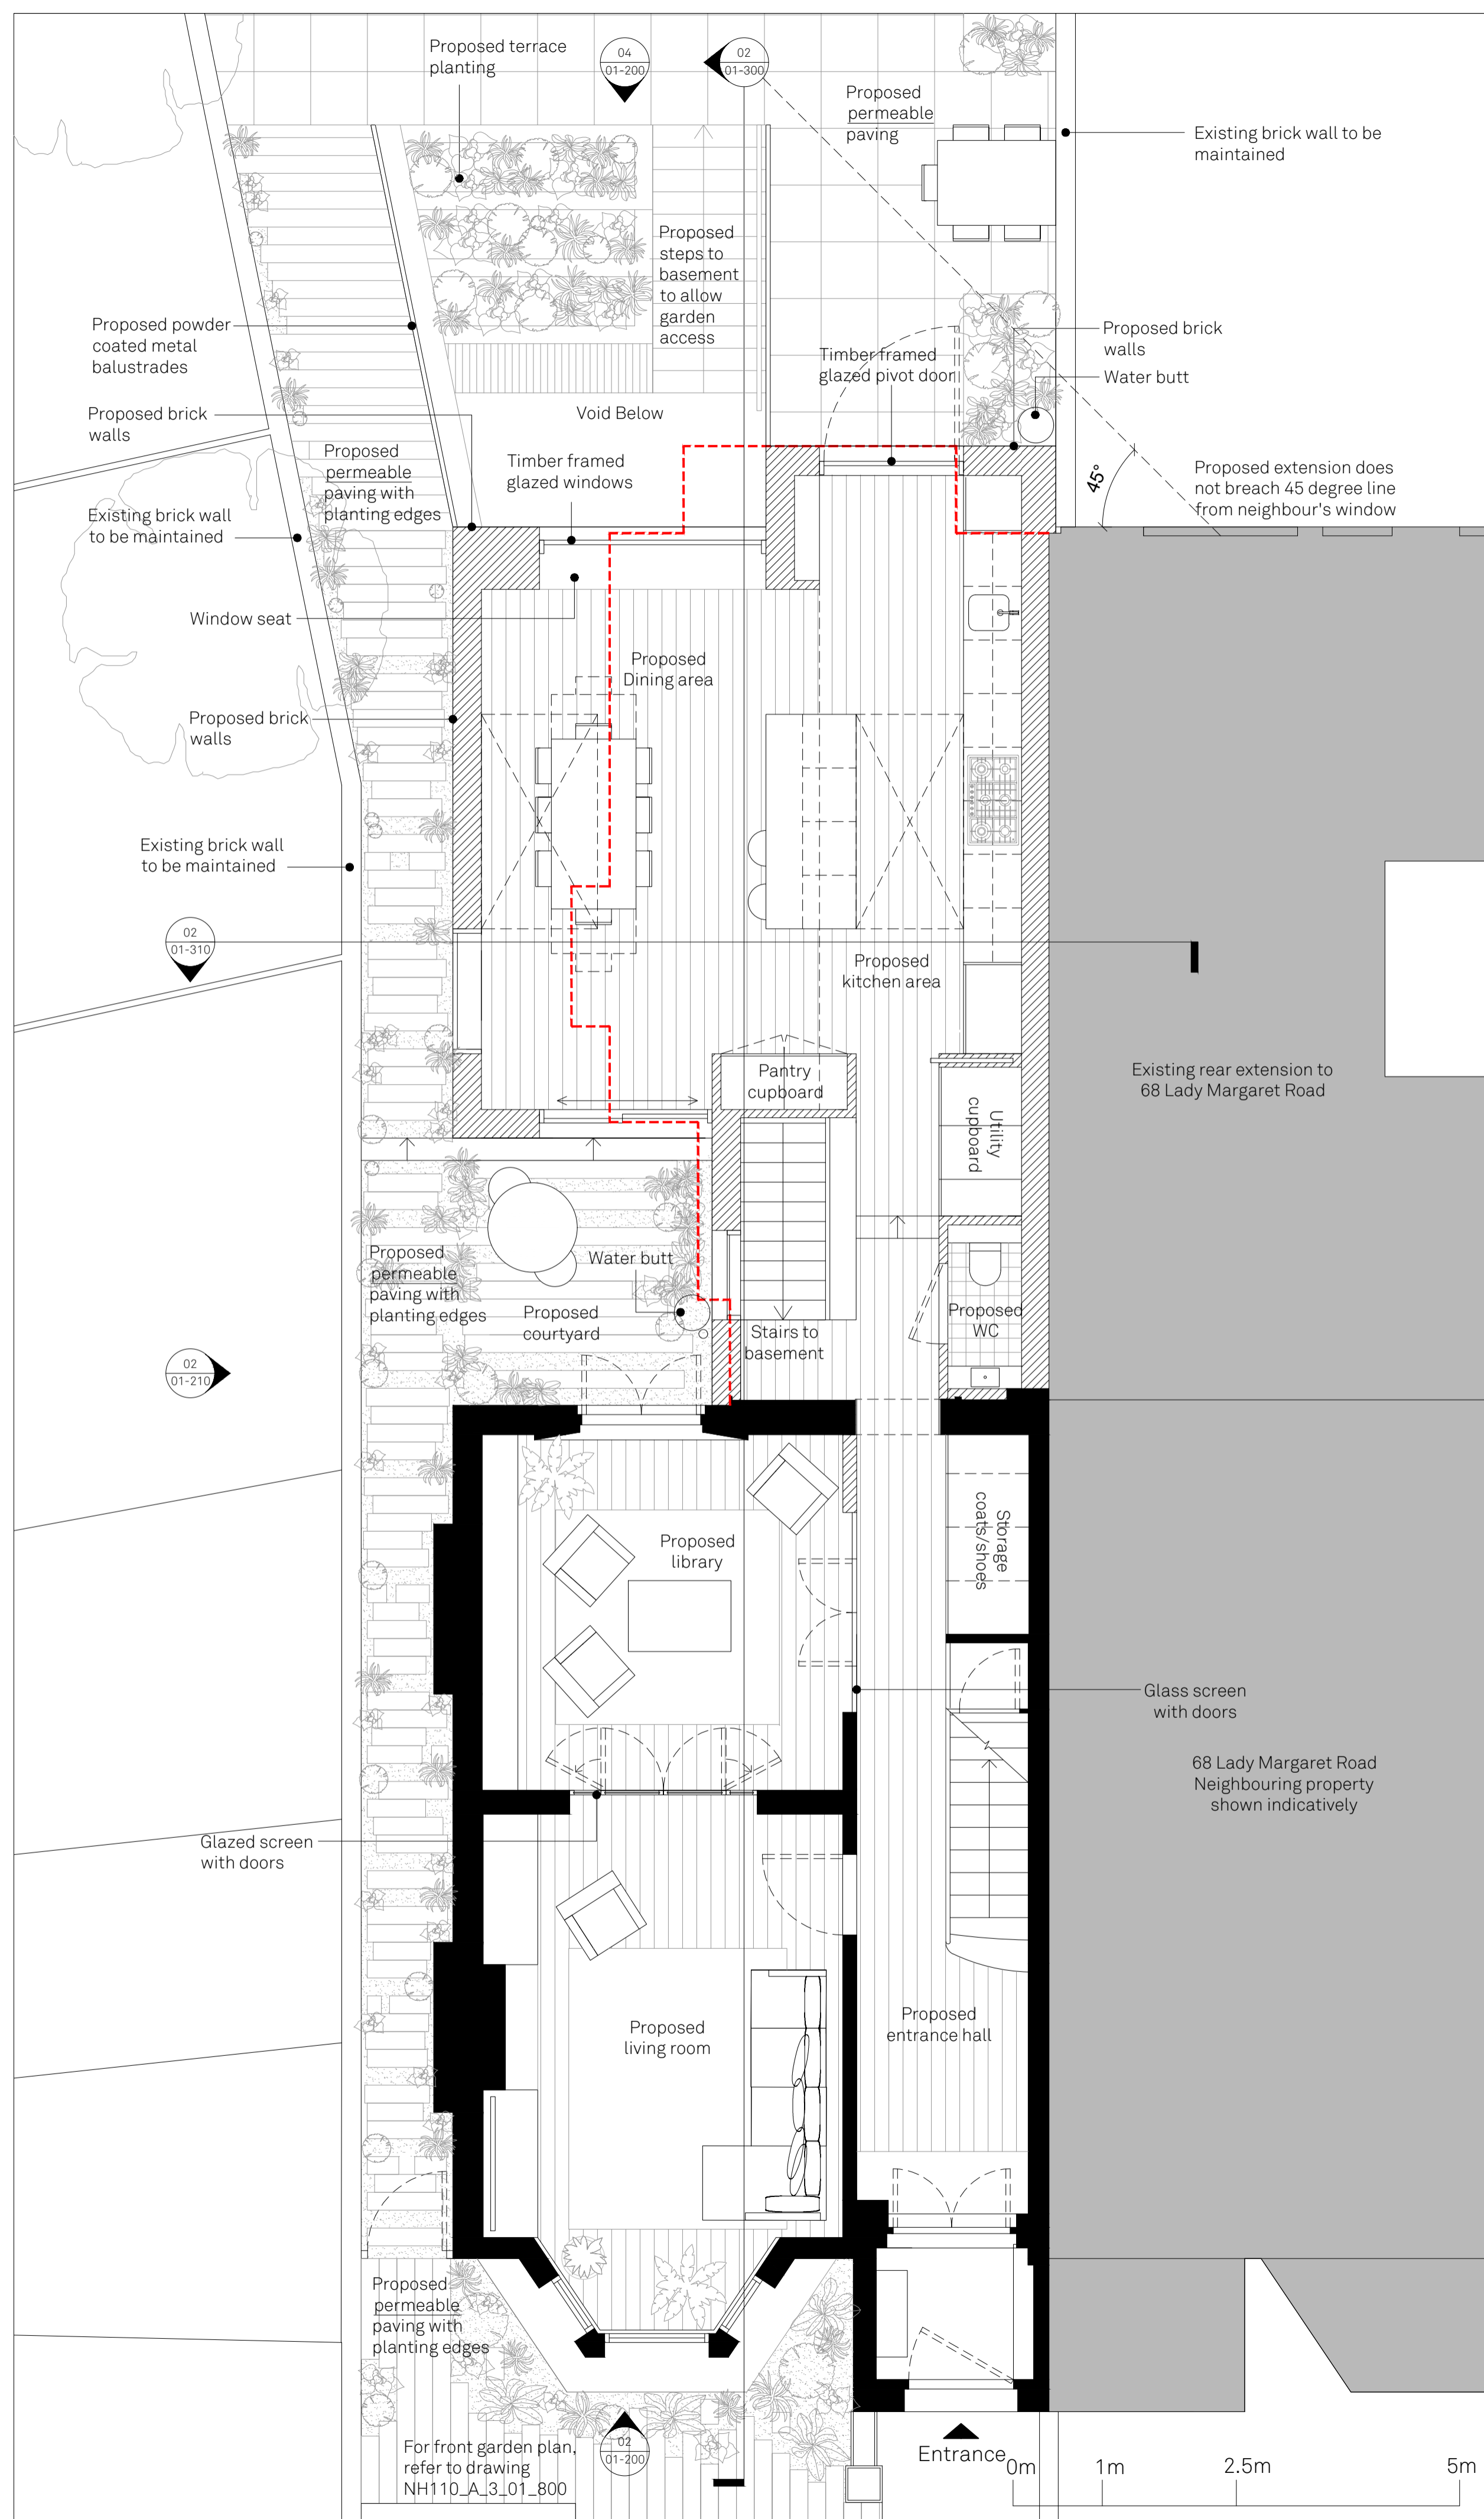 Proposed terrace
planting
04
01-200
02
01-300
Proposed
permeable
paving
Existing brick wall to be
maintained
Proposed
steps to
basement
to allow
garden
access
Proposed powder
coated metal
balustrades
Proposed brick
walls
Water butt
Timber framed
glazed pivot door
Proposed brick
walls
Void Below
Proposed
permeable
paving with
planting edges
Timber framed
glazed windows
45°
Proposed extension does
not breach 45 degree line
from neighbour's window
Existing brick wall
to be maintained
Window seat
Proposed
Dining area
Proposed brick
walls
Existing brick wall
to be maintained
02
01-310
Proposed
kitchen area
Pantry
cupboard
Utility
cupboard
Existing rear extension to
68 Lady Margaret Road
Proposed
permeable
paving with
planting edges
Water butt
Proposed
courtyard
Stairs to
basement
Proposed
WC
02
01-210
Proposed
library
Storage
coats/shoes
Glass screen
with doors
68 Lady Margaret Road
Neighbouring property
shown indicatively
Glazed screen
with doors
Proposed
living room
Proposed
entrance hall
Proposed
permeable
paving with
planting edges
For front garden plan,
refer to drawing
NH110_A_3_01_800
02
01-200
Entrance
0m
1m
2.5m
5m